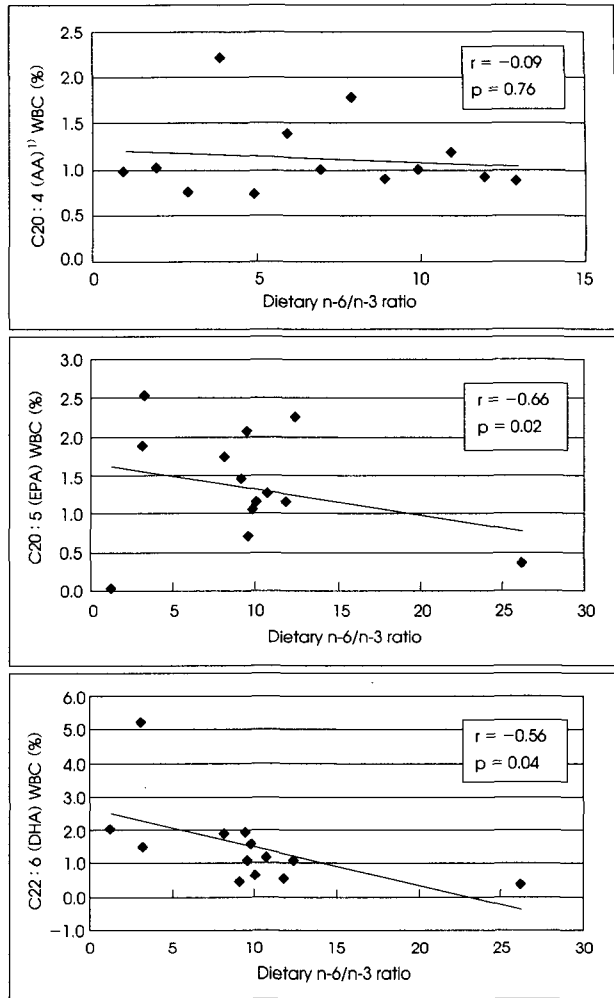 2.5
2.0
1.5
1.0
0.5
0.0
C20 : 4 (AA)¹⁾ WBC (%)
r = −0.09
p = 0.76
0 5 10 15
Dietary n-6/n-3 ratio
3.0
2.5
2.0
1.5
1.0
0.5
0.0
C20 : 5 (EPA) WBC (%)
r = −0.66
p = 0.02
0 5 10 15 20 25 30
Dietary n-6/n-3 ratio
6.0
5.0
4.0
3.0
2.0
1.0
0.0
−1.0
C22 : 6 (DHA) WBC (%)
r = −0.56
p = 0.04
0 5 10 15 20 25 30
Dietary n-6/n-3 ratio